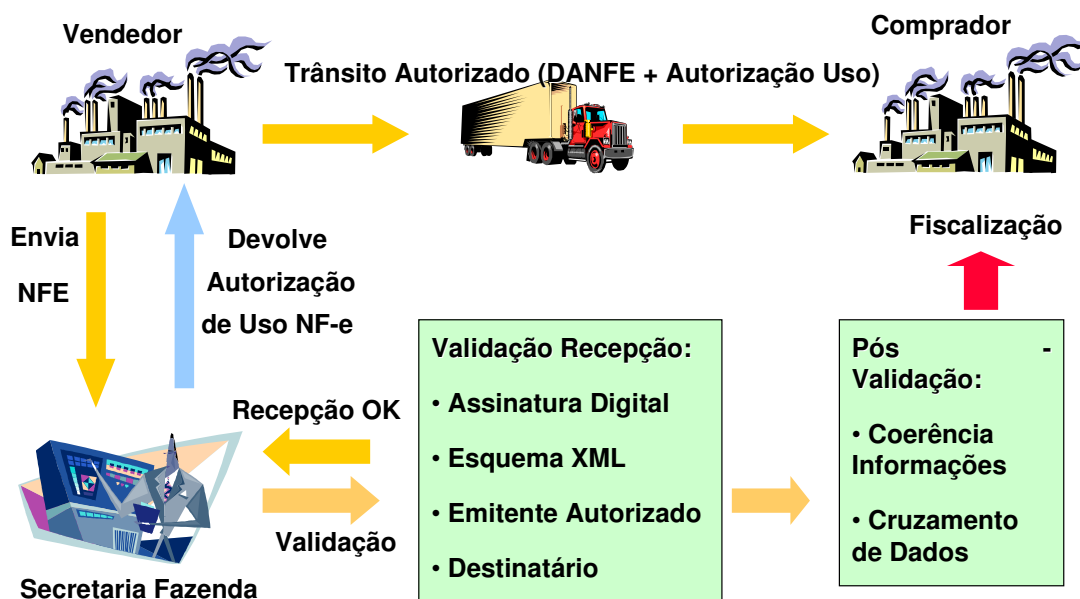 Vendedor
Comprador
Trânsito Autorizado (DANFE + Autorização Uso)
Envia
NFE
Devolve
Autorização
de Uso NF-e
Fiscalização
Validação Recepção:
• Assinatura Digital
• Esquema XML
• Emitente Autorizado
• Destinatário
Pós -
Validação:
• Coerência
Informações
• Cruzamento
de Dados
Recepção OK
Validação
Secretaria Fazenda